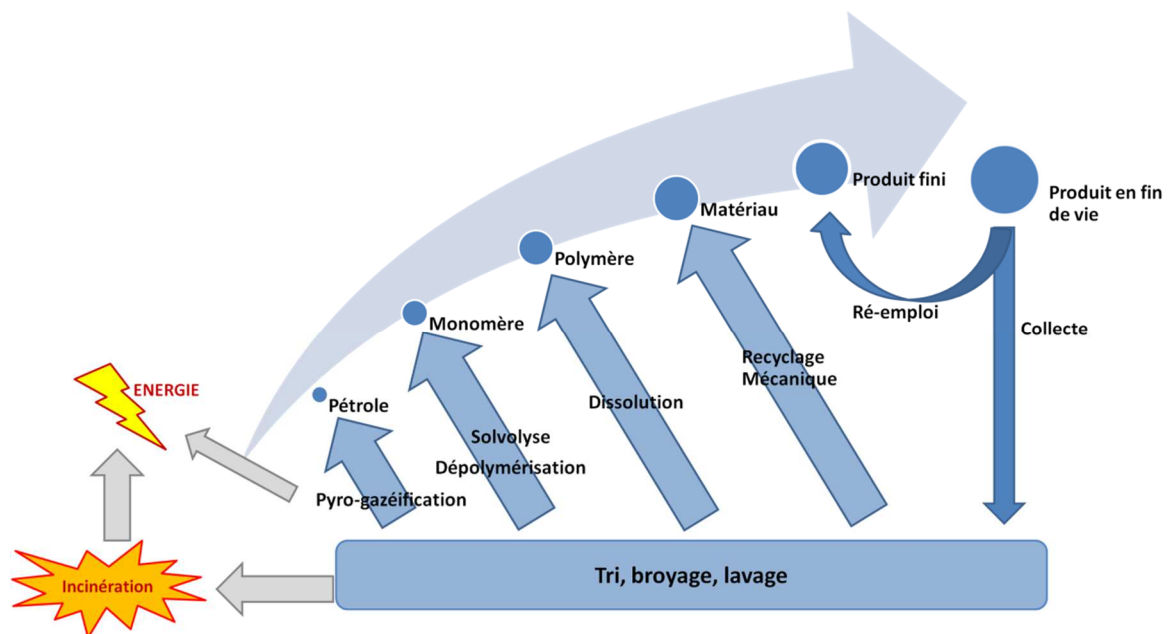 Produit fini
Produit en fin
de vie
Matériau
Polymère
Ré-emploi
Monomère
Collecte
Recyclage
Mécanique
ENERGIE
Pétrole
Dissolution
Solvolyse
Dépolymérisation
Pyro-gazéification
Tri, broyage, lavage
Incinération